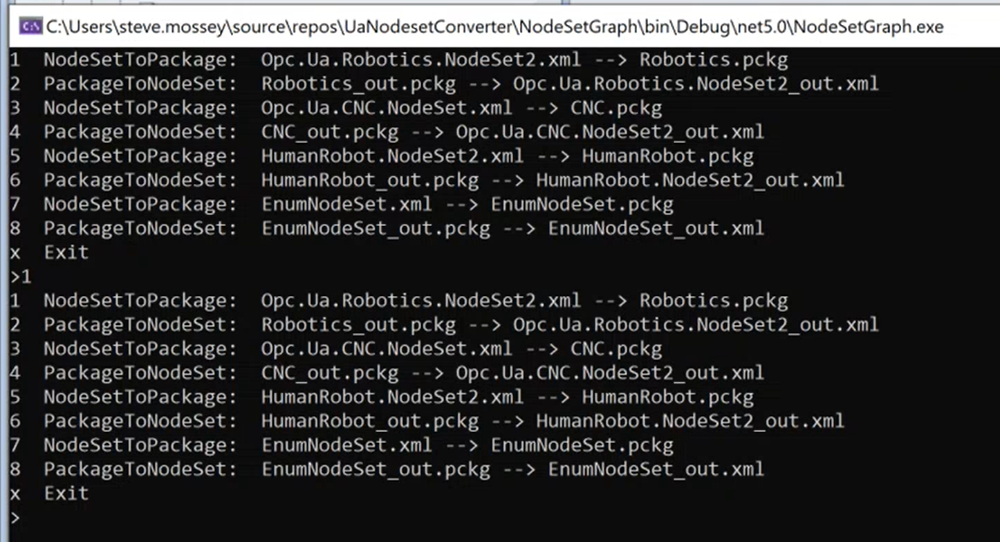 C:\ C:\Users\steve.mossey\source\repos\UaNodesetConverter\NodeSetGraph\bin\Debug\net5.0\NodeSetGraph.exe
1  NodeSetToPackage:  Opc.Ua.Robotics.NodeSet2.xml --> Robotics.pckg
2  PackageToNodeSet:  Robotics_out.pckg --> Opc.Ua.Robotics.NodeSet2_out.xml
3  NodeSetToPackage:  Opc.Ua.CNC.NodeSet.xml --> CNC.pckg
4  PackageToNodeSet:  CNC_out.pckg --> Opc.Ua.CNC.NodeSet2_out.xml
5  NodeSetToPackage:  HumanRobot.NodeSet2.xml --> HumanRobot.pckg
6  PackageToNodeSet:  HumanRobot_out.pckg --> HumanRobot.NodeSet2_out.xml
7  NodeSetToPackage:  EnumNodeSet.xml --> EnumNodeSet.pckg
8  PackageToNodeSet:  EnumNodeSet_out.pckg --> EnumNodeSet_out.xml
x  Exit
>1
1  NodeSetToPackage:  Opc.Ua.Robotics.NodeSet2.xml --> Robotics.pckg
2  PackageToNodeSet:  Robotics_out.pckg --> Opc.Ua.Robotics.NodeSet2_out.xml
3  NodeSetToPackage:  Opc.Ua.CNC.NodeSet.xml --> CNC.pckg
4  PackageToNodeSet:  CNC_out.pckg --> Opc.Ua.CNC.NodeSet2_out.xml
5  NodeSetToPackage:  HumanRobot.NodeSet2.xml --> HumanRobot.pckg
6  PackageToNodeSet:  HumanRobot_out.pckg --> HumanRobot.NodeSet2_out.xml
7  NodeSetToPackage:  EnumNodeSet.xml --> EnumNodeSet.pckg
8  PackageToNodeSet:  EnumNodeSet_out.pckg --> EnumNodeSet_out.xml
x  Exit
>